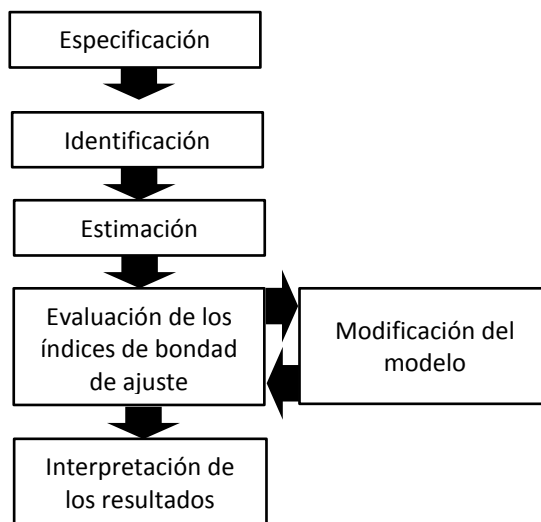 Especificación
Identificación
Estimación
Evaluación de los
índices de bondad
de ajuste
Modificación del
modelo
Interpretación de
los resultados